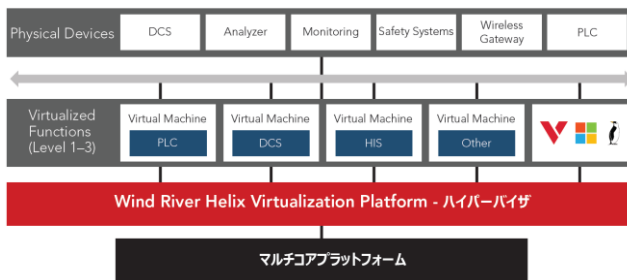 Physical Devices
DCS
Analyzer
Monitoring
Safety Systems
Wireless
Gateway
PLC
Virtualized
Functions
(Level 1–3)
Virtual Machine
PLC
Virtual Machine
DCS
Virtual Machine
HIS
Virtual Machine
Other
Wind River Helix Virtualization Platform - ハイパーバイザ
マルチコアプラットフォーム